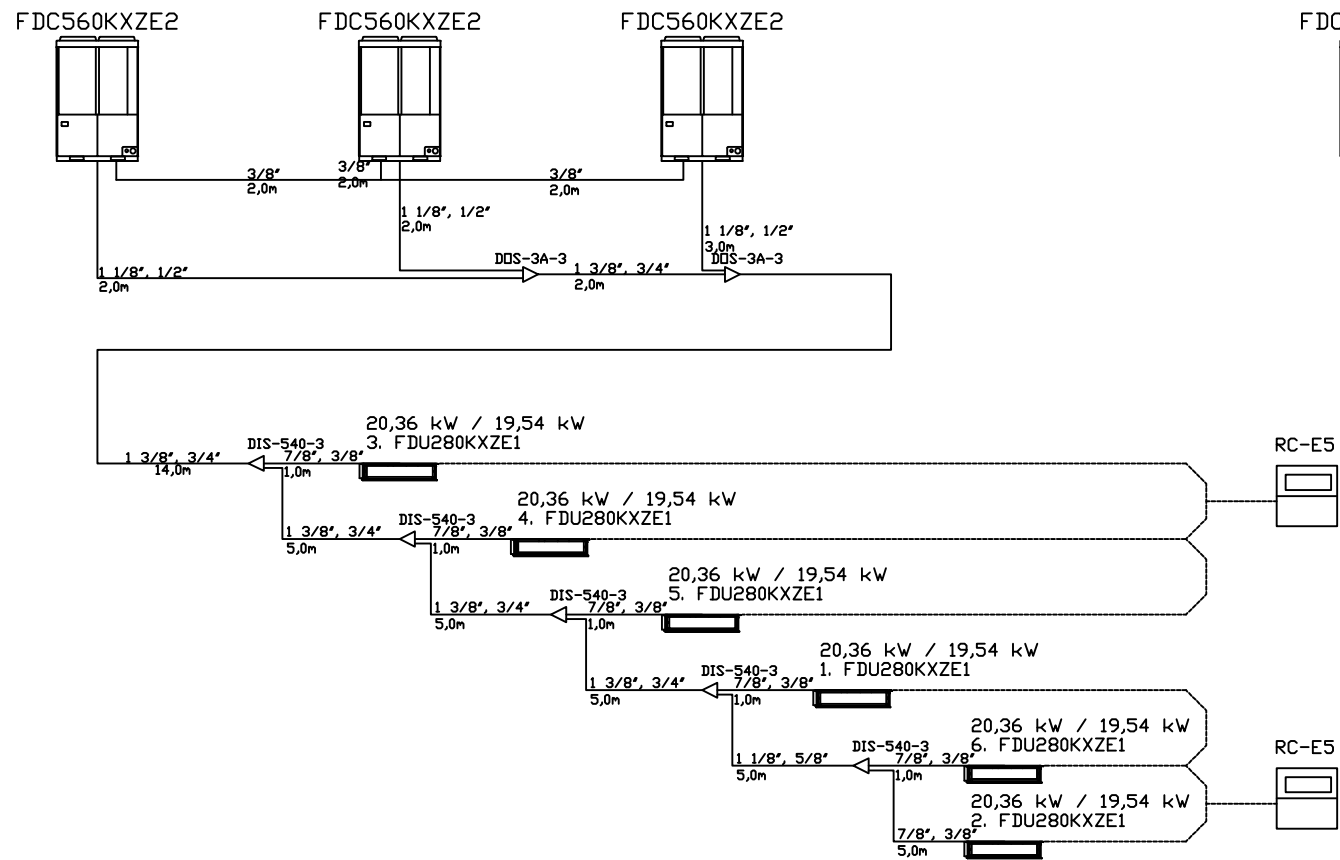 FDC560KXZE2
FDC560KXZE2
FDC560KXZE2
FDC
3/8"
2,0m
3/8"
2,0m
3/8"
2,0m
1 1/8", 1/2"
2,0m
1 1/8", 1/2"
3,0m
DOS-3A-3
1 3/8", 3/4"
2,0m
DOS-3A-3
1 1/8", 1/2"
2,0m
20,36 kW / 19,54 kW
3. FDU280KXZE1
DIS-540-3
1 3/8", 3/4"
14,0m
7/8", 3/8"
1,0m
RC-E5
20,36 kW / 19,54 kW
4. FDU280KXZE1
DIS-540-3
1 3/8", 3/4"
5,0m
7/8", 3/8"
1,0m
20,36 kW / 19,54 kW
5. FDU280KXZE1
DIS-540-3
1 3/8", 3/4"
5,0m
7/8", 3/8"
1,0m
20,36 kW / 19,54 kW
1. FDU280KXZE1
DIS-540-3
1 3/8", 3/4"
5,0m
7/8", 3/8"
1,0m
20,36 kW / 19,54 kW
6. FDU280KXZE1
DIS-540-3
1 1/8", 5/8"
5,0m
7/8", 3/8"
1,0m
RC-E5
20,36 kW / 19,54 kW
2. FDU280KXZE1
7/8", 3/8"
5,0m